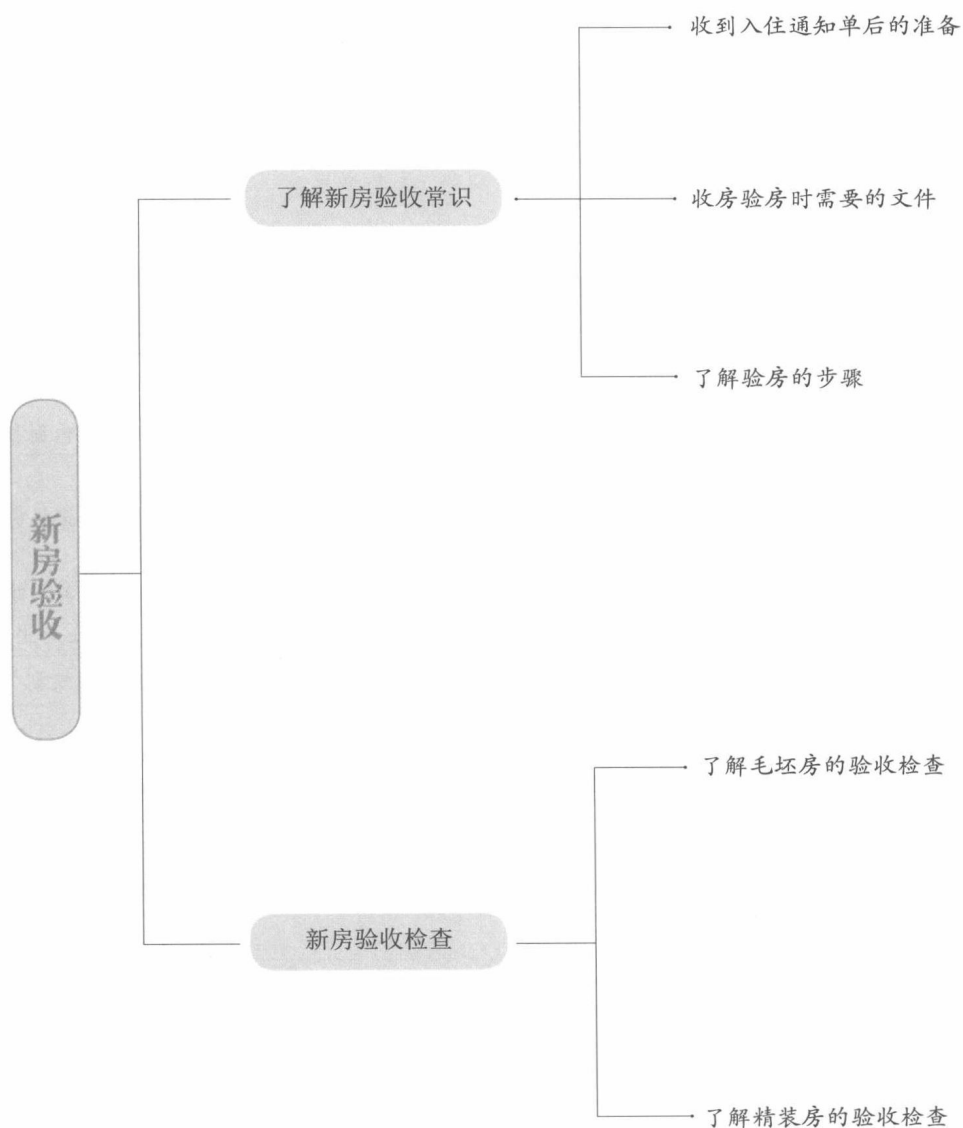 新房验收
了解新房验收常识
收到入住通知单后的准备
收房验房时需要的文件
了解验房的步骤
新房验收检查
了解毛坯房的验收检查
了解精装房的验收检查